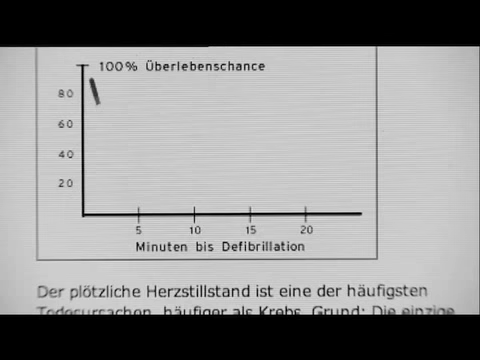 100% Überlebenschance
80
60
40
20
5 10 15 20
Minuten bis Defibrillation
Der plötzliche Herzstillstand ist eine der häufigsten
Todesursachen, häufiger als Krebs. Grund: Die einzige